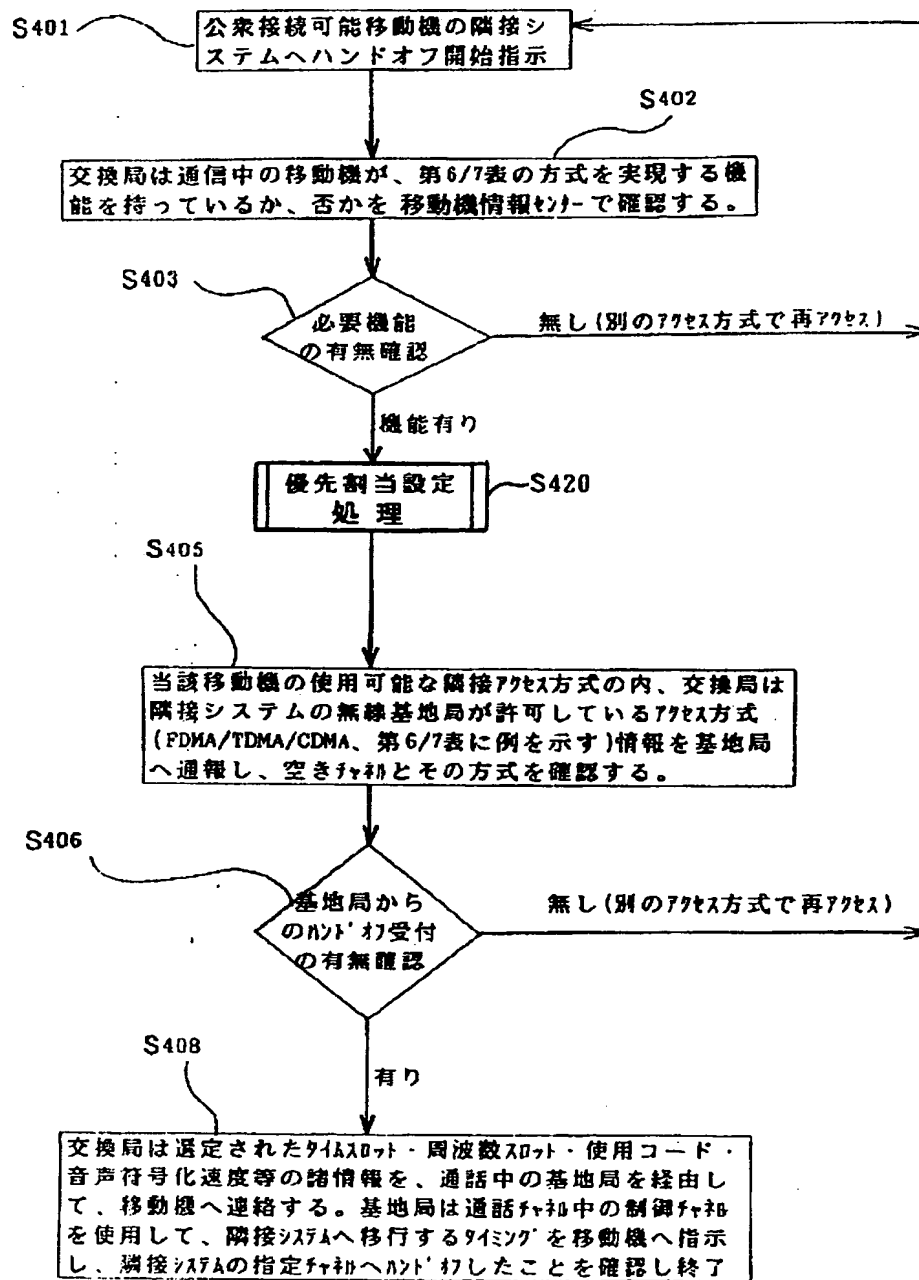 S401
公衆接続可能移動機の隣接シ
ステムへハンドオフ開始指示
S402
交換局は通信中の移動機が、第6/7表の方式を実現する機
能を持っているか、否かを 移動機情報ｾﾝﾀｰで確認する。
S403
必要機能
の有無確認
無し(別のｱｸｾｽ方式で再ｱｸｾｽ)
機能有り
優先割当設定
処 理
S420
S405
当該移動機の使用可能な隣接ｱｸｾｽ方式の内、交換局は
隣接システムの無線基地局が許可しているｱｸｾｽ方式
(FDMA/TDMA/CDMA、第6/7表に例を示す)情報を基地局
へ通報し、空きﾁｬﾈﾙとその方式を確認する。
S406
基地局から
のﾊﾝﾄﾞｵﾌ受付
の有無確認
無し(別のｱｸｾｽ方式で再ｱｸｾｽ)
S408
有り
交換局は選定されたﾀｲﾑｽﾛｯﾄ・周波数スロット・使用コード・
音声符号化速度等の諸情報を、通話中の基地局を経由し
て、移動機へ連絡する。基地局は通話ﾁｬﾈﾙ中の制御ﾁｬﾈﾙ
を使用して、隣接ｼｽﾃﾑへ移行するﾀｲﾐﾝｸﾞを移動機へ指示
し、隣接ｼｽﾃﾑの指定ﾁｬﾈﾙへﾊﾝﾄﾞｵﾌしたことを確認し終了